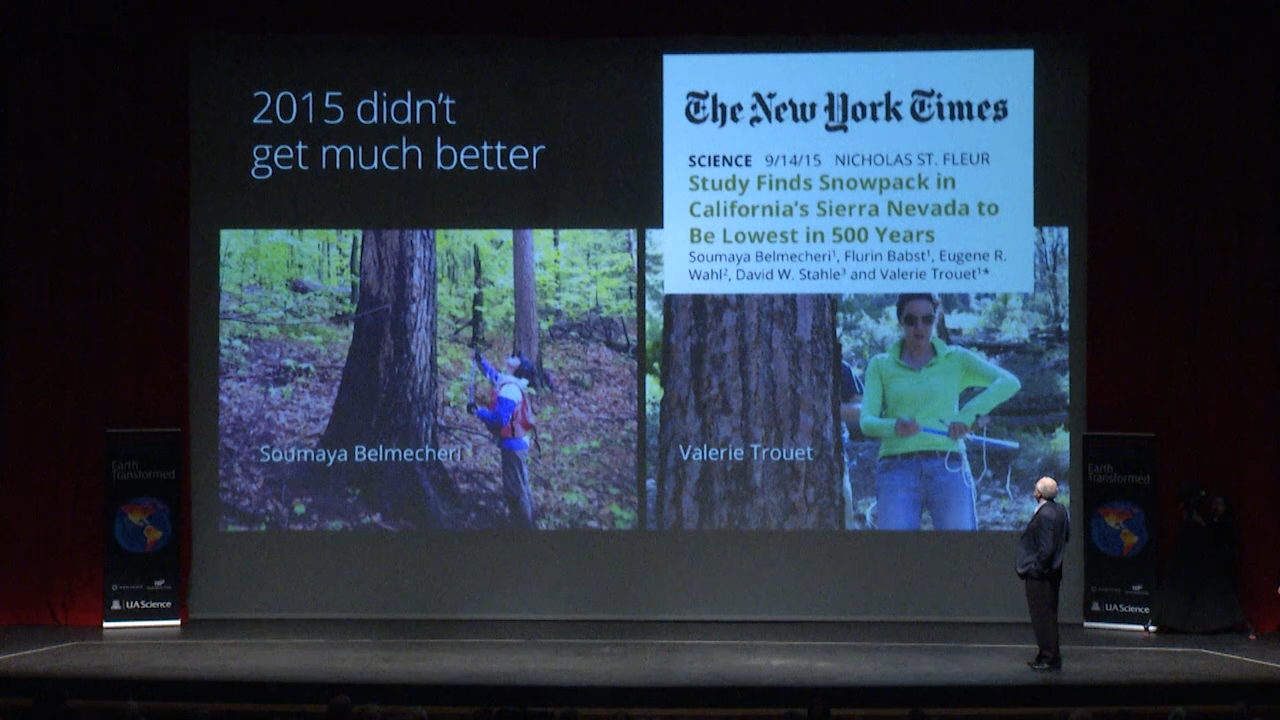 2015 didn't
get much better
The New York Times
SCIENCE 9/14/15 NICHOLAS ST. FLEUR
Study Finds Snowpack in
California's Sierra Nevada to
Be Lowest in 500 Years
Soumaya Belmecheri¹, Flurin Babst¹, Eugene R.
Wahl², David W. Stahle³ and Valerie Trouet¹*
Soumaya Belmecheri
Valerie Trouet
Earth
Transformed
UA Science
Earth
Transformed
UA Science